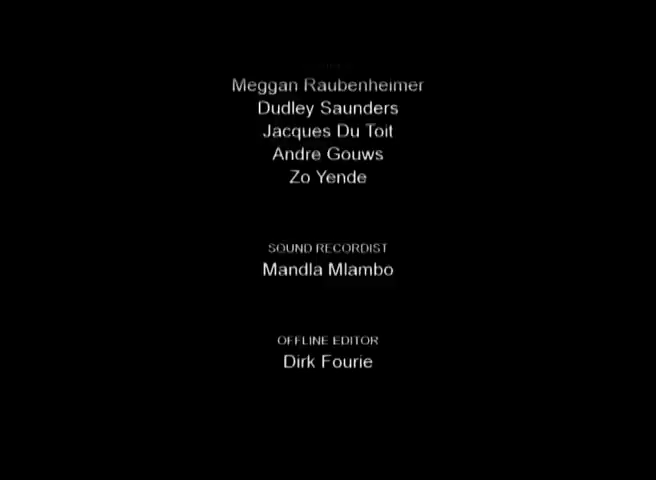 Meggan Raubenheimer
Dudley Saunders
Jacques Du Toit
Andre Gouws
Zo Yende
SOUND RECORDIST
Mandla Mlambo
OFFLINE EDITOR
Dirk Fourie